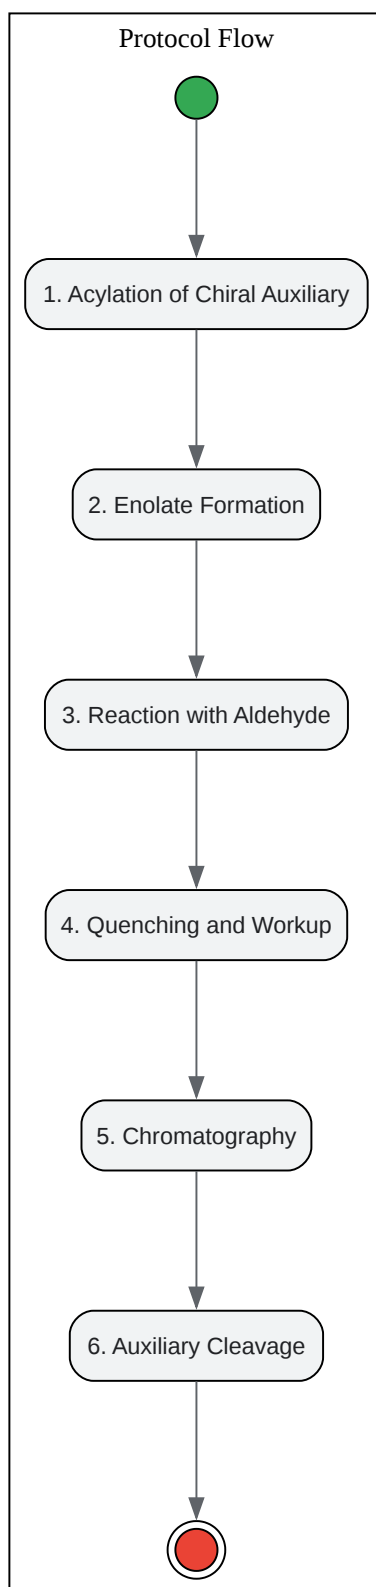 Protocol Flow
1. Acylation of Chiral Auxiliary
2. Enolate Formation
3. Reaction with Aldehyde
4. Quenching and Workup
5. Chromatography
6. Auxiliary Cleavage